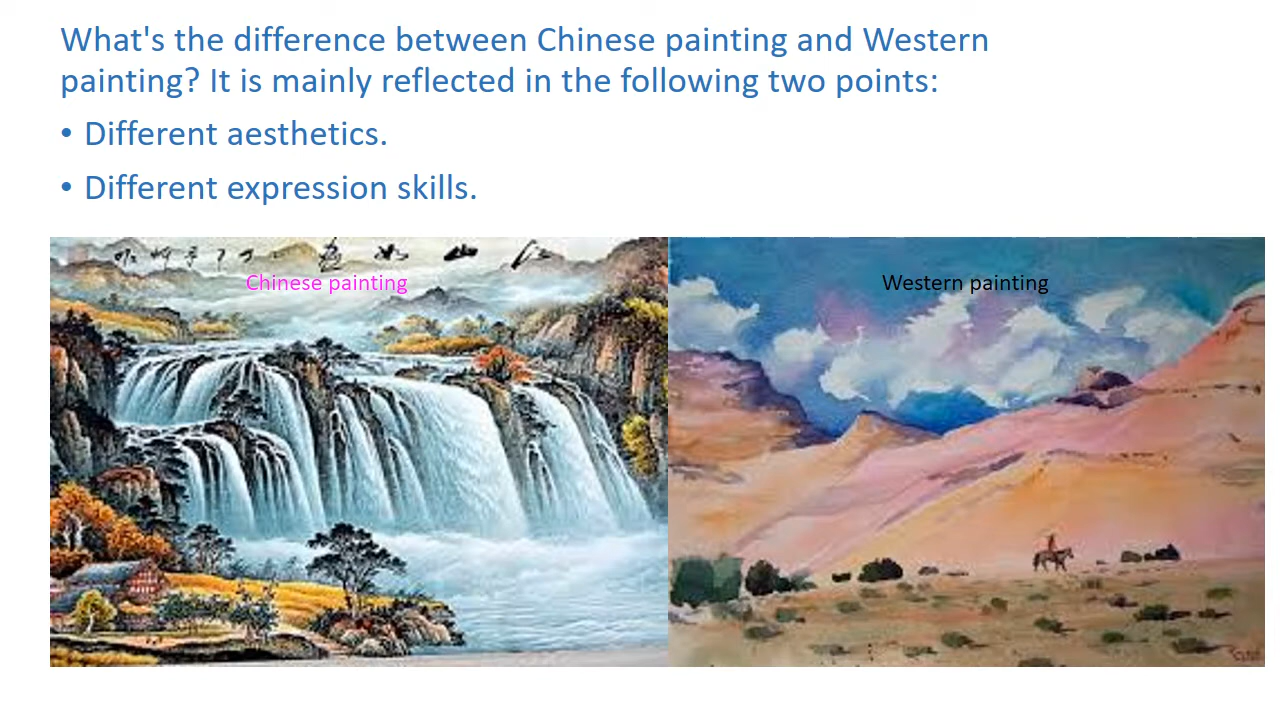 What's the difference between Chinese painting and Western
painting? It is mainly reflected in the following two points:
• Different aesthetics.
• Different expression skills.
Chinese painting
Western painting